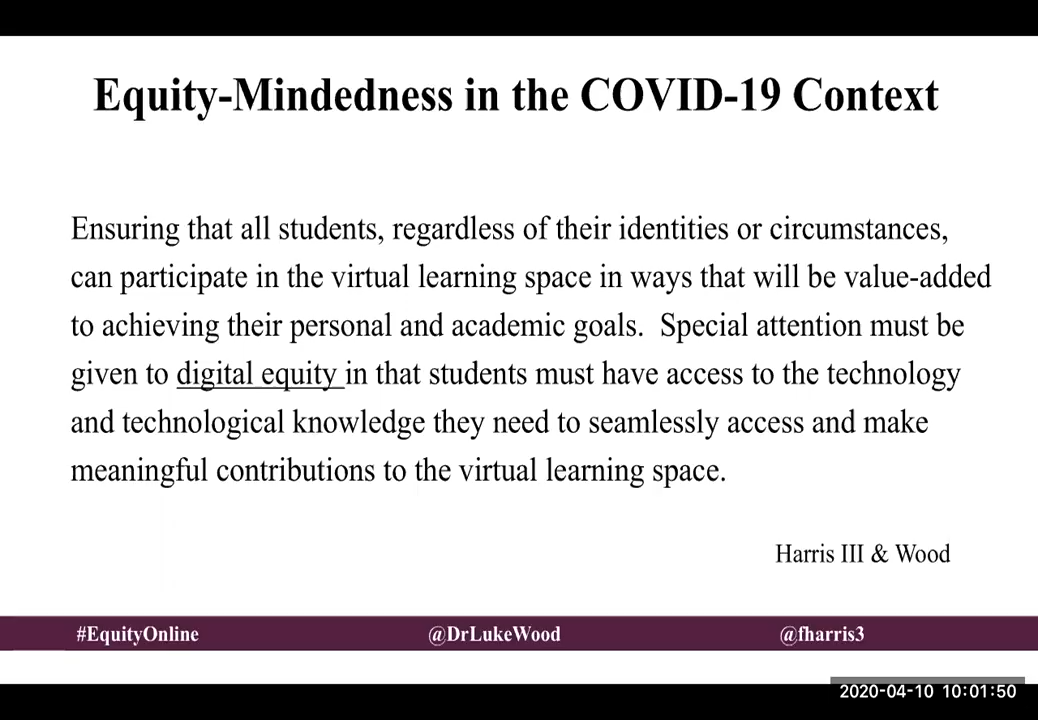 Equity-Mindedness in the COVID-19 Context
Ensuring that all students, regardless of their identities or circumstances,
can participate in the virtual learning space in ways that will be value-added
to achieving their personal and academic goals.  Special attention must be
given to digital equity in that students must have access to the technology
and technological knowledge they need to seamlessly access and make
meaningful contributions to the virtual learning space.
Harris III & Wood
#EquityOnline @DrLukeWood @fharris3
2020-04-10 10:01:50